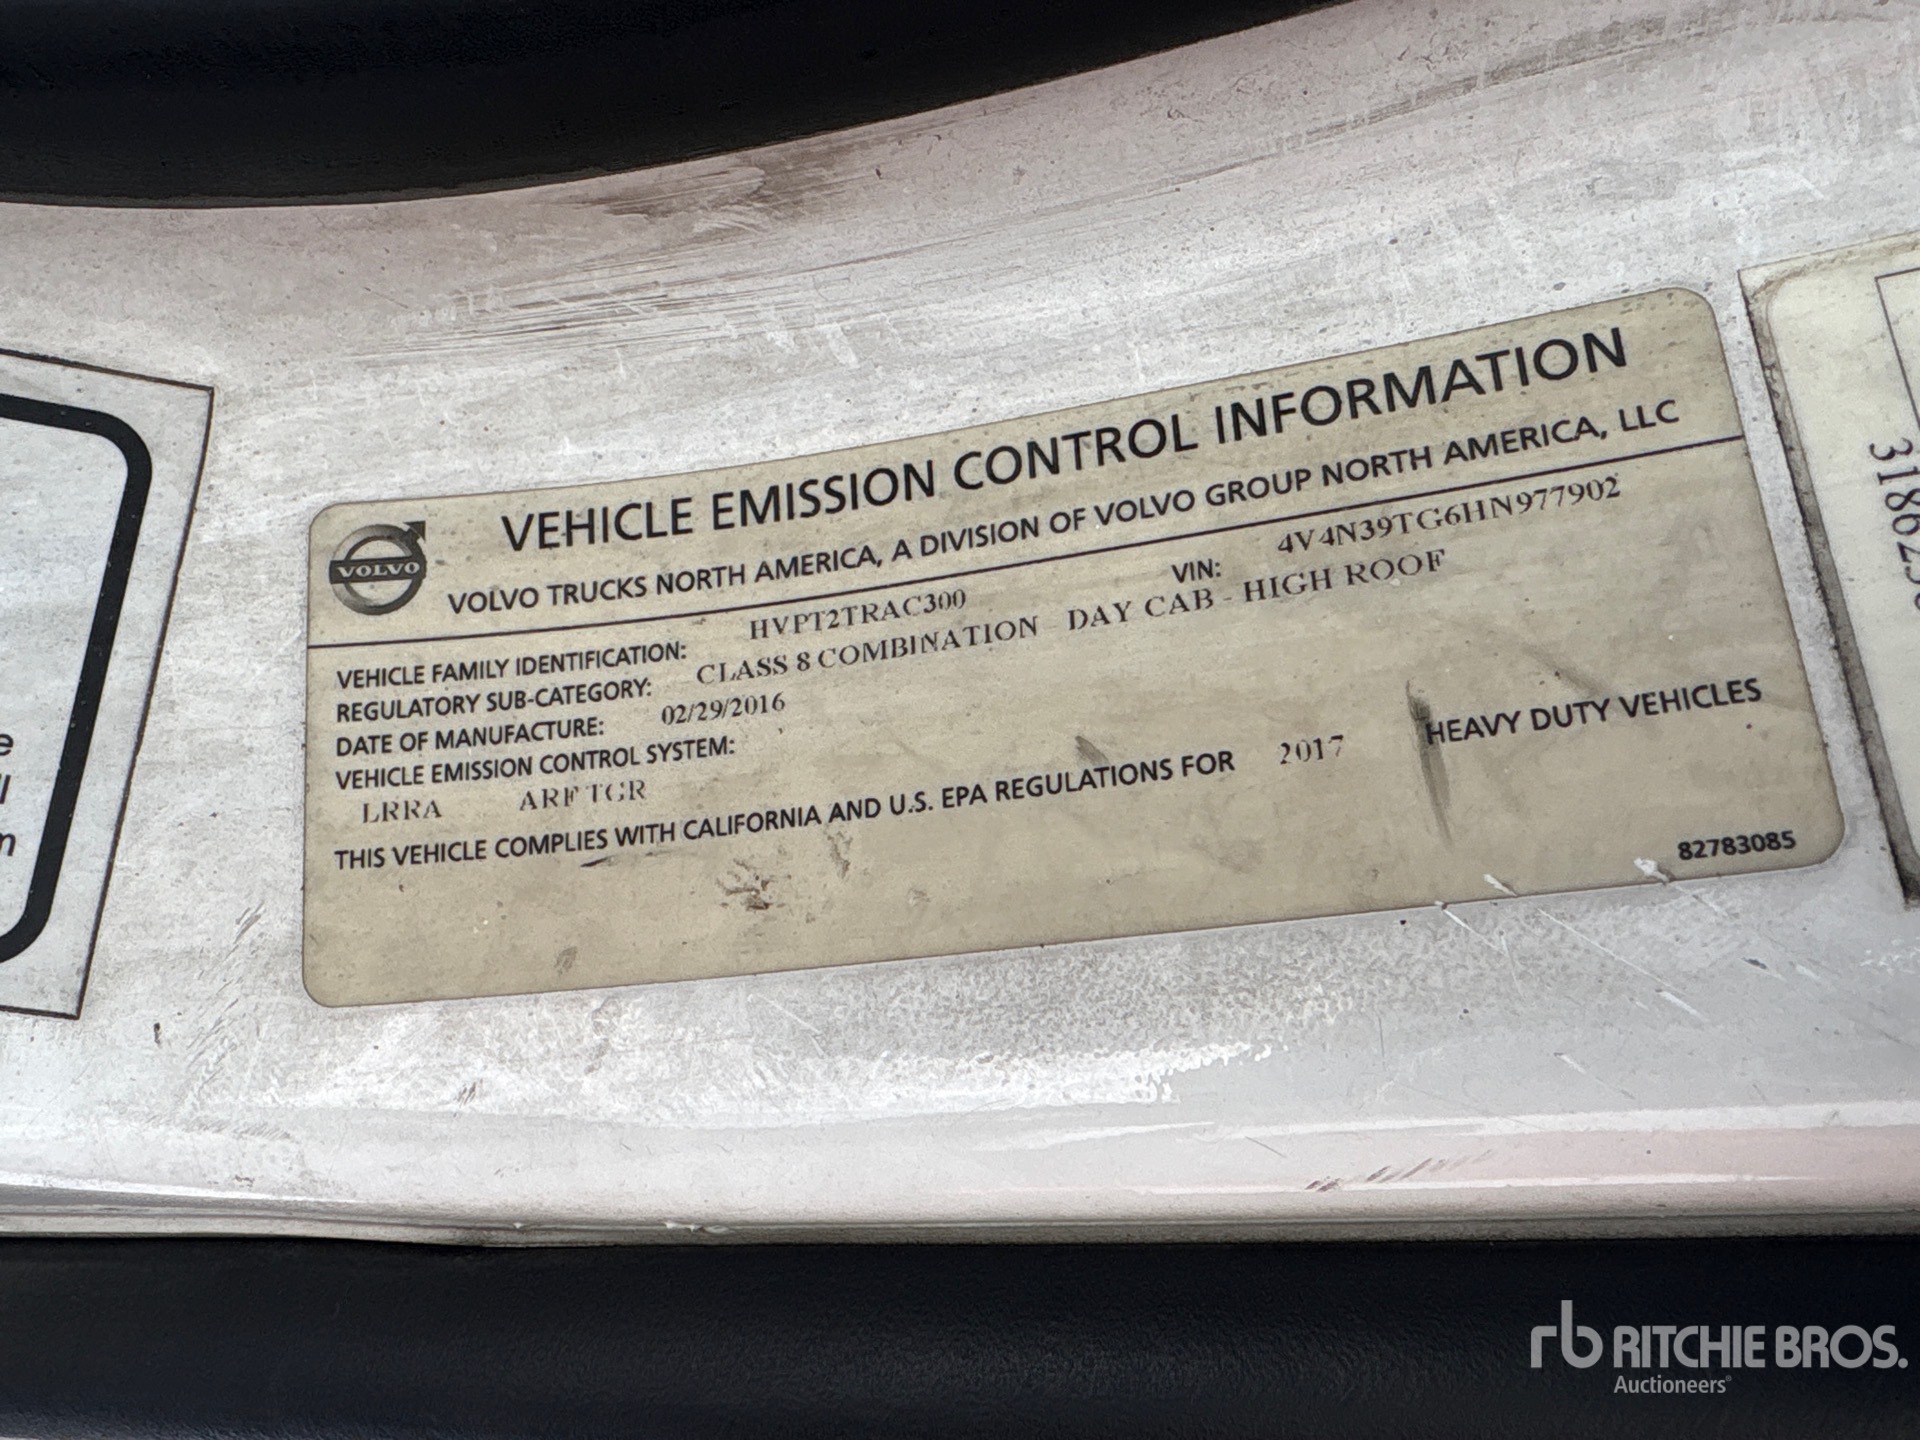 VOLVO
VEHICLE EMISSION CONTROL INFORMATION
VOLVO TRUCKS NORTH AMERICA, A DIVISION OF VOLVO GROUP NORTH AMERICA, LLC
VEHICLE FAMILY IDENTIFICATION: HVPT2TRAC300 VIN: 4V4N39TG6HN977902
REGULATORY SUB-CATEGORY: CLASS 8 COMBINATION - DAY CAB - HIGH ROOF
DATE OF MANUFACTURE: 02/29/2016
VEHICLE EMISSION CONTROL SYSTEM:
LRRA ARF TGR
THIS VEHICLE COMPLIES WITH CALIFORNIA AND U.S. EPA REGULATIONS FOR 2017 HEAVY DUTY VEHICLES
82783085
rb RITCHIE BROS.
Auctioneers